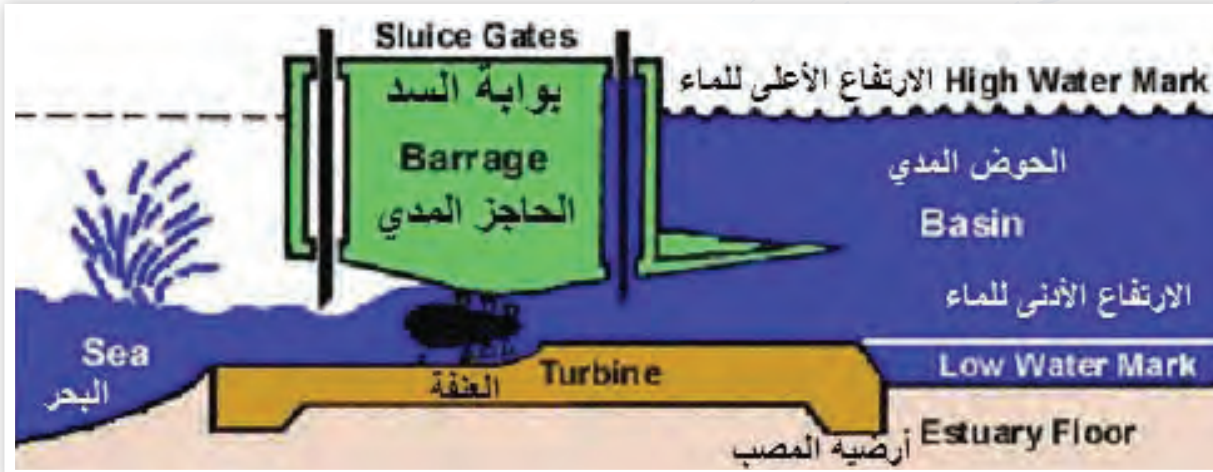 Sluice Gates
بوابة السد
الارتفاع الأعلى للماء High Water Mark
Barrage
الحاجز المدي
الحوض المدي
Basin
الارتفاع الأدنى للماء
Sea
البحر
Low Water Mark
Turbine
العنفة
Estuary Floor
أرضيه المصب